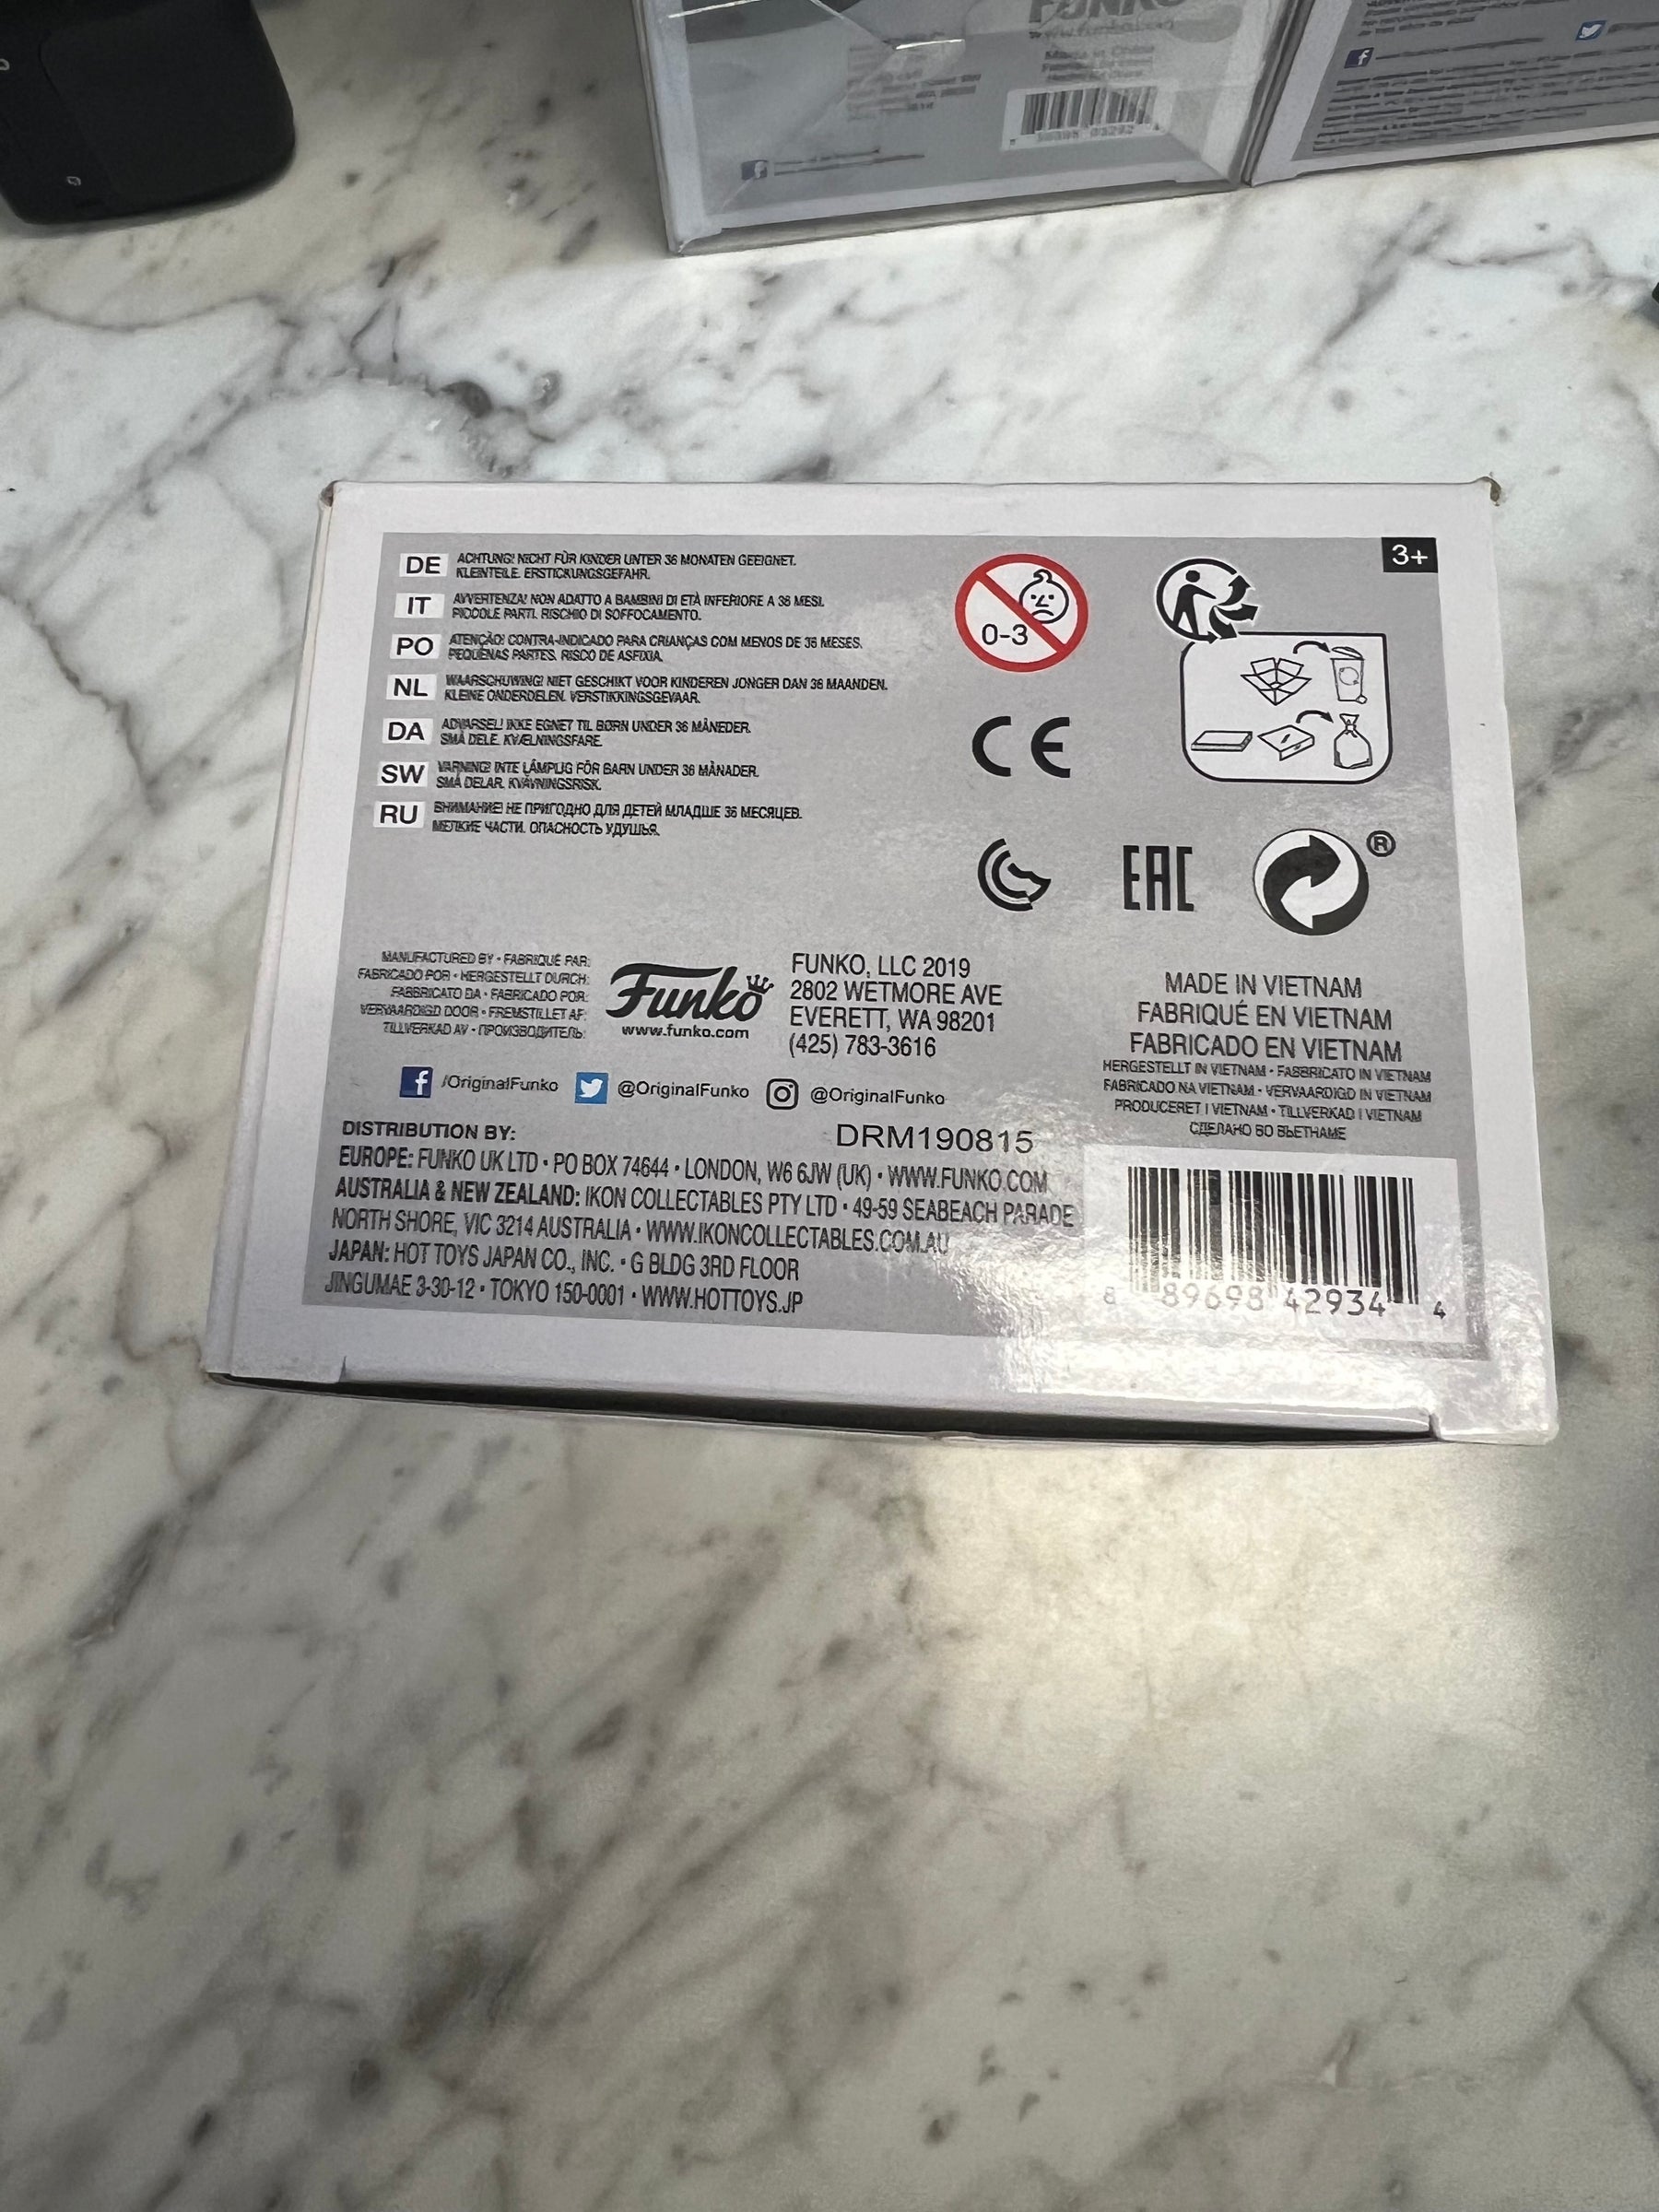 FUNKO
Made in China
DE ACHTUNG! NICHT FÜR KINDER UNTER 36 MONATEN GEEIGNET.
KLEINTEILE. ERSTICKUNGSGEFAHR.
IT AVVERTENZA! NON ADATTO A BAMBINI DI ETÀ INFERIORE A 36 MESI.
PICCOLE PARTI. RISCHIO DI SOFFOCAMENTO.
PO ATENÇÃO! CONTRA-INDICADO PARA CRIANÇAS COM MENOS DE 36 MESES.
PEQUENAS PARTES. RISCO DE ASFIXIA.
NL WAARSCHUWING! NIET GESCHIKT VOOR KINDEREN JONGER DAN 36 MAANDEN.
KLEINE ONDERDELEN. VERSTIKKINGSGEVAAR.
DA ADVARSEL! IKKE EGNET TIL BØRN UNDER 36 MÅNEDER.
SMÅ DELE. KVÆLNINGSFARE.
SW VARNING! INTE LÄMPLIG FÖR BARN UNDER 36 MÅNADER.
SMÅ DELAR. KVÄVNINGSRISK.
RU ВНИМАНИЕ! НЕ ПРИГОДНО ДЛЯ ДЕТЕЙ МЛАДШЕ 36 МЕСЯЦЕВ.
МЕЛКИЕ ЧАСТИ. ОПАСНОСТЬ УДУШЬЯ.
0-3
3+
CE
EAC
®
MANUFACTURED BY • FABRIQUÉ PAR:
FABRICADO POR • HERGESTELLT DURCH:
FABBRICATO DA • FABRICADO POR:
VERVAARDIGD DOOR • FREMSTILLET AF:
TILLVERKAD AV • ПРОИЗВОДИТЕЛЬ:
Funko
www.funko.com
FUNKO, LLC 2019
2802 WETMORE AVE
EVERETT, WA 98201
(425) 783-3616
/OriginalFunko @OriginalFunko @OriginalFunko
MADE IN VIETNAM
FABRIQUÉ EN VIETNAM
FABRICADO EN VIETNAM
HERGESTELLT IN VIETNAM • FABBRICATO IN VIETNAM
FABRICADO NA VIETNAM • VERVAARDIGD IN VIETNAM
PRODUCERET I VIETNAM • TILLVERKAD I VIETNAM
СДЕЛАНО ВО ВЬЕТНАМЕ
DISTRIBUTION BY:
DRM190815
EUROPE: FUNKO UK LTD • PO BOX 74644 • LONDON, W6 6JW (UK) • WWW.FUNKO.COM
AUSTRALIA & NEW ZEALAND: IKON COLLECTABLES PTY LTD • 49-59 SEABEACH PARADE
NORTH SHORE, VIC 3214 AUSTRALIA • WWW.IKONCOLLECTABLES.COM.AU
JAPAN: HOT TOYS JAPAN CO., INC. • G BLDG 3RD FLOOR
JINGUMAE 3-30-12 • TOKYO 150-0001 • WWW.HOTTOYS.JP
8 89698 42934 4